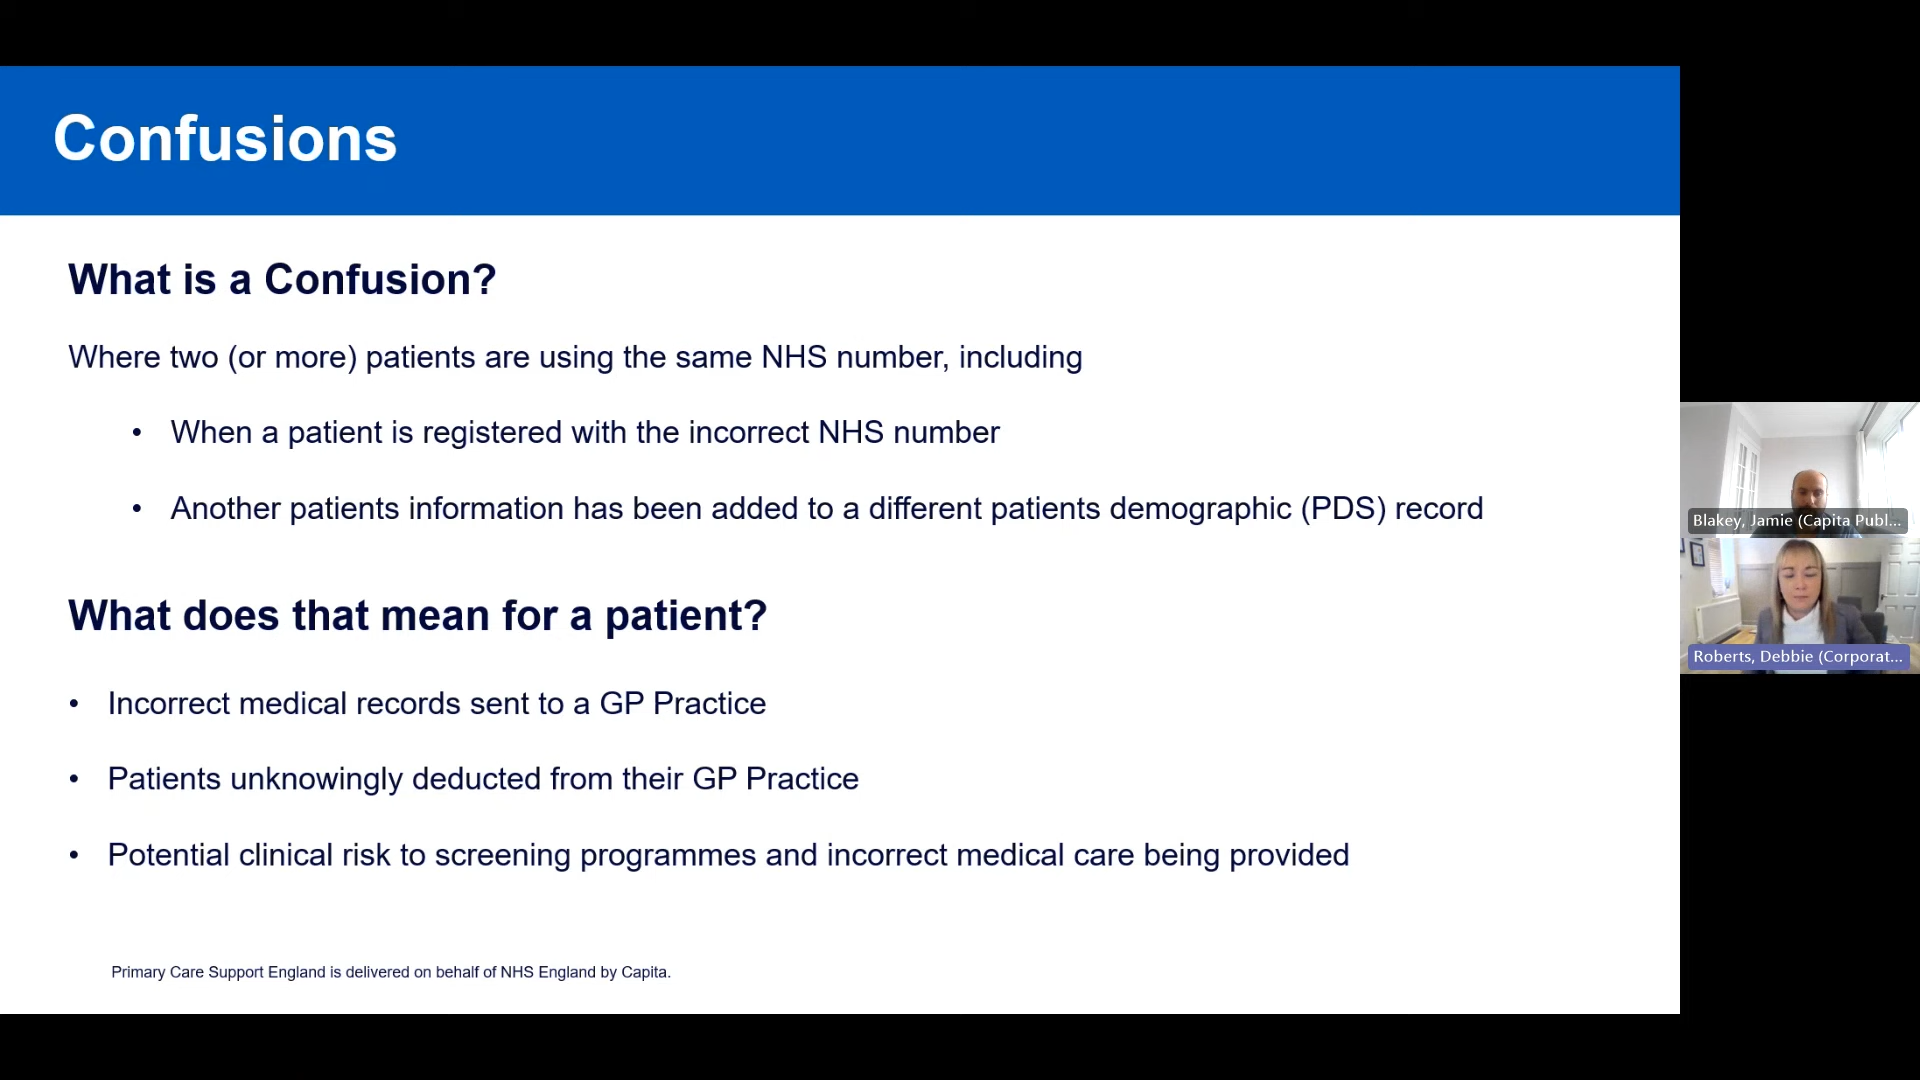 Confusions
What is a Confusion?
Where two (or more) patients are using the same NHS number, including
• When a patient is registered with the incorrect NHS number
• Another patients information has been added to a different patients demographic (PDS) record
What does that mean for a patient?
• Incorrect medical records sent to a GP Practice
• Patients unknowingly deducted from their GP Practice
• Potential clinical risk to screening programmes and incorrect medical care being provided
Primary Care Support England is delivered on behalf of NHS England by Capita.
Blakey, Jamie (Capita Publ...
Roberts, Debbie (Corporat...